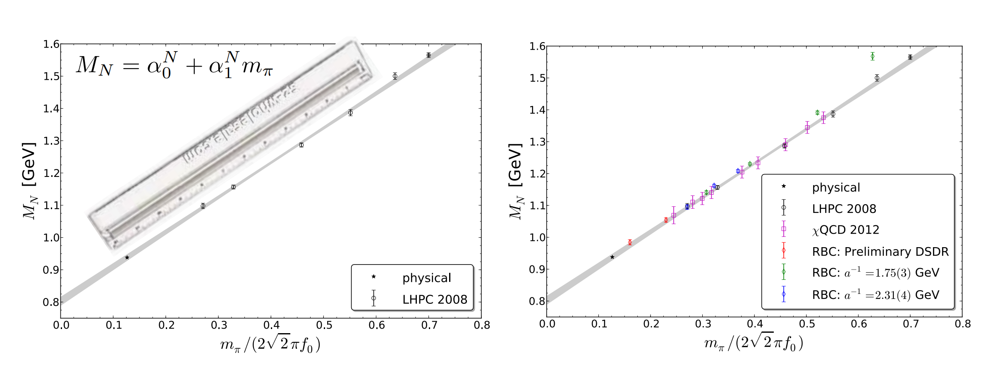 M_N = α_0^N + α_1^N m_π
1.6
1.5
1.4
1.3
1.2
1.1
1.0
0.9
0.8
M_N [GeV]
physical
LHPC 2008
0.0 0.1 0.2 0.3 0.4 0.5 0.6 0.7 0.8
m_π/(2√2πf_0)
1.6
1.5
1.4
1.3
1.2
1.1
1.0
0.9
0.8
M_N [GeV]
physical
LHPC 2008
χQCD 2012
RBC: Preliminary DSDR
RBC: a⁻¹ =1.75(3) GeV
RBC: a⁻¹ =2.31(4) GeV
0.0 0.1 0.2 0.3 0.4 0.5 0.6 0.7 0.8
m_π/(2√2πf_0)